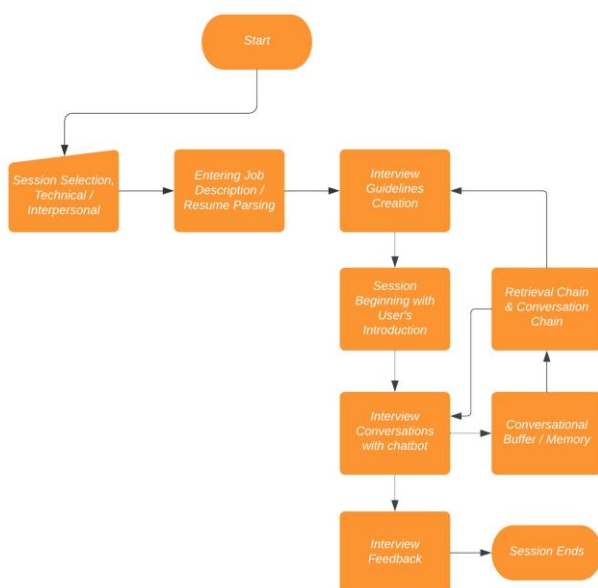 Start
Session Selection,
Technical /
Interpersonal
Entering Job
Description /
Resume Parsing
Interview
Guidelines
Creation
Session
Beginning with
User's
Introduction
Retrieval Chain
& Conversation
Chain
Interview
Conversations
with chatbot
Conversational
Buffer / Memory
Interview
Feedback
Session Ends